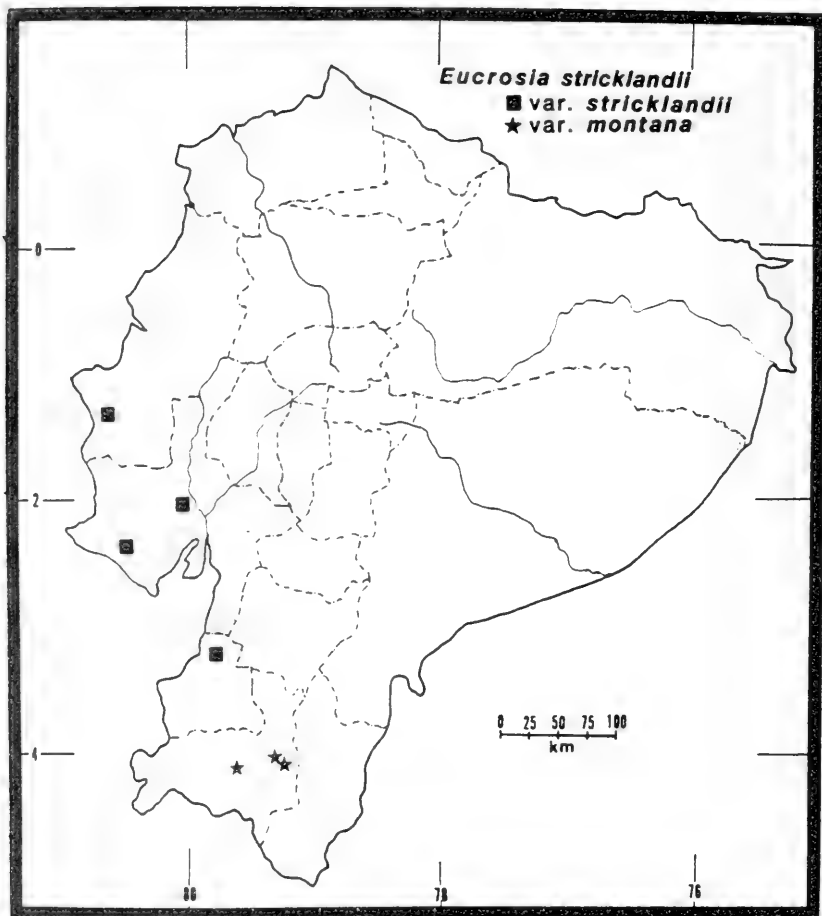 Eucrosia stricklandii
■ var. stricklandii
★ var. montana
0
2
0 25 50 75 100
km
4
80 78 76